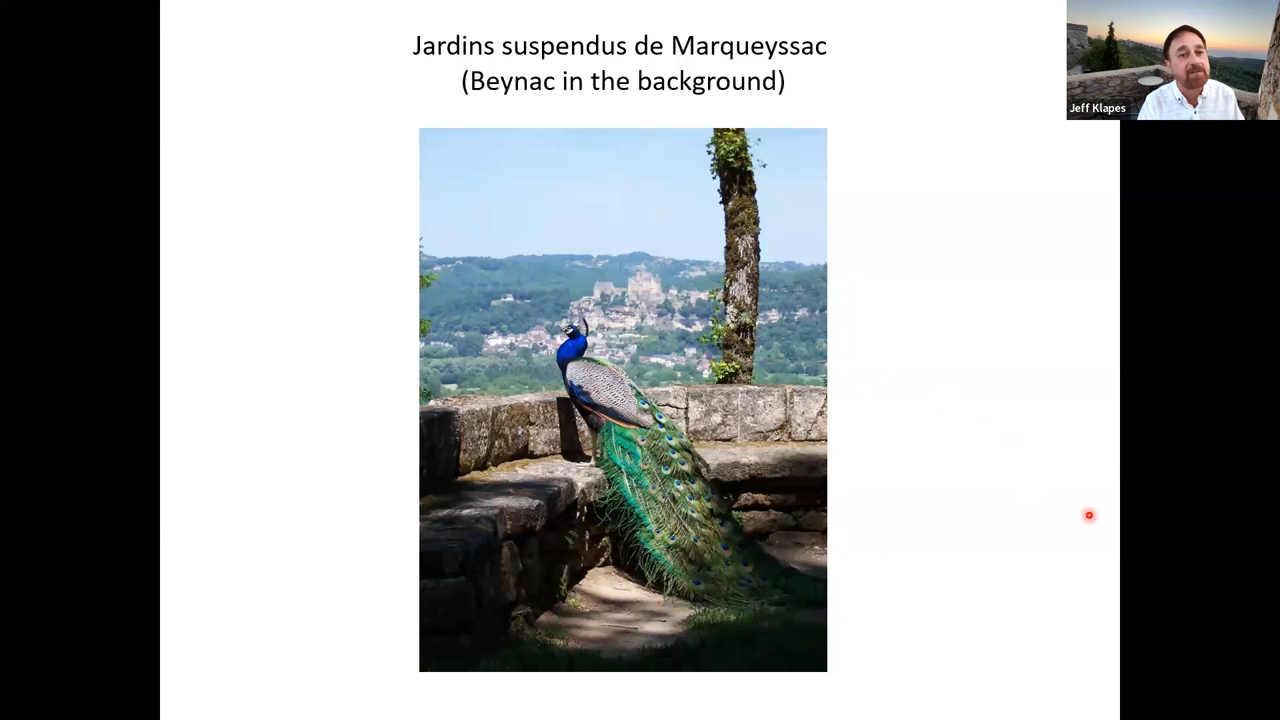 Jardins suspendus de Marqueyssac
(Beynac in the background)
Jeff Klapes